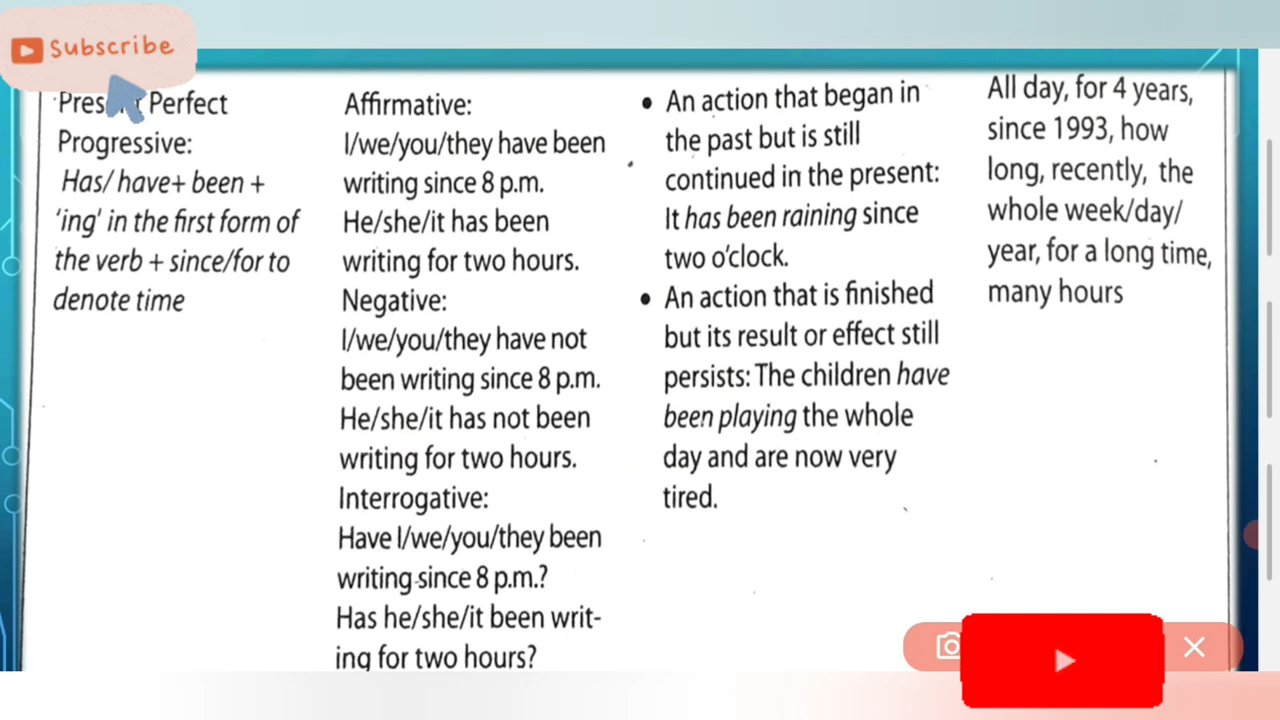 Subscribe
Present Perfect
Progressive:
Has/ have+ been +
'ing' in the first form of
the verb + since/for to
denote time
Affirmative:
I/we/you/they have been
writing since 8 p.m.
He/she/it has been
writing for two hours.
Negative:
I/we/you/they have not
been writing since 8 p.m.
He/she/it has not been
writing for two hours.
Interrogative:
Have I/we/you/they been
writing since 8 p.m.?
Has he/she/it been writ-
ing for two hours?
• An action that began in
the past but is still
continued in the present:
It has been raining since
two o'clock.
• An action that is finished
but its result or effect still
persists: The children have
been playing the whole
day and are now very
tired.
All day, for 4 years,
since 1993, how
long, recently, the
whole week/day/
year, for a long time,
many hours